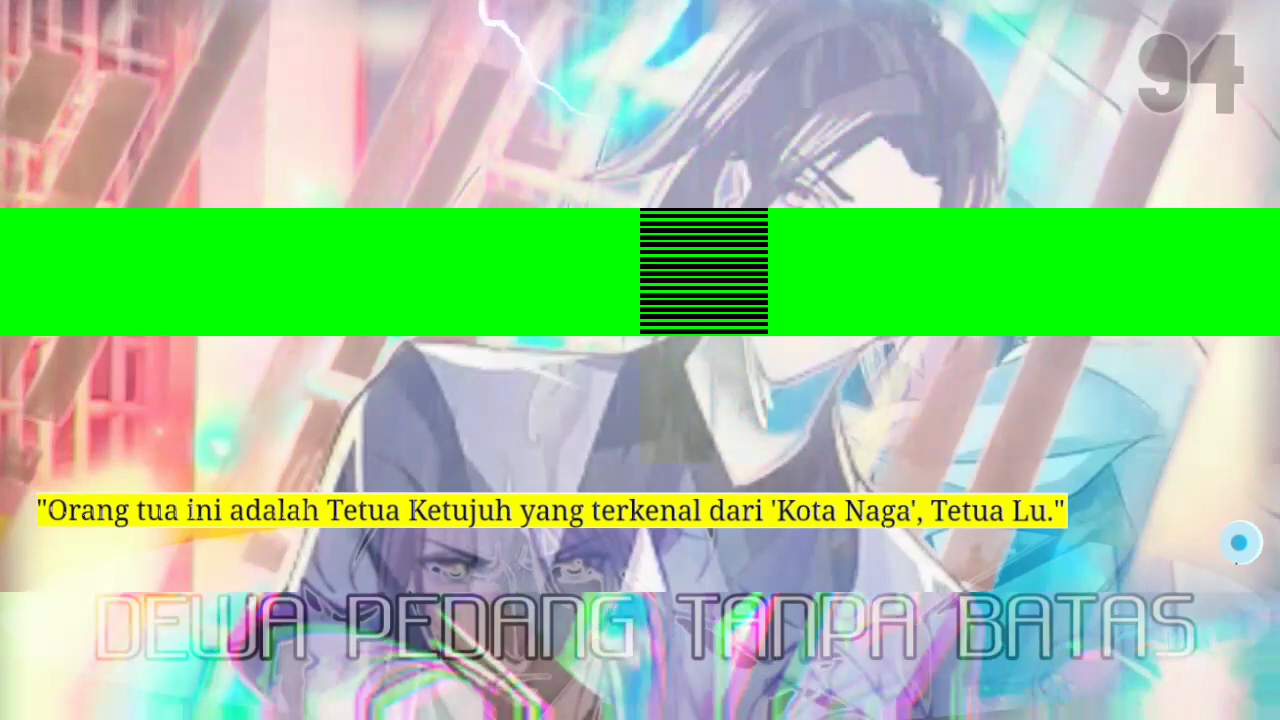 94
"Orang tua ini adalah Tetua Ketujuh yang terkenal dari 'Kota Naga', Tetua Lu."
DEWA PEDANG TANPA BATAS